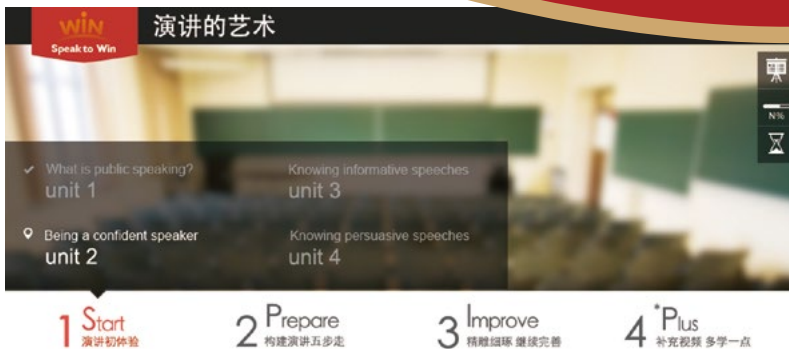 WiN
Speak to Win
演讲的艺术
N%
What is public speaking?
unit 1
Knowing informative speeches
unit 3
Being a confident speaker
unit 2
Knowing persuasive speeches
unit 4
1 Start
演讲初体验
2 Prepare
构建演讲五步走
3 Improve
精雕细琢 继续完善
4 *Plus
补充视频 多学一点